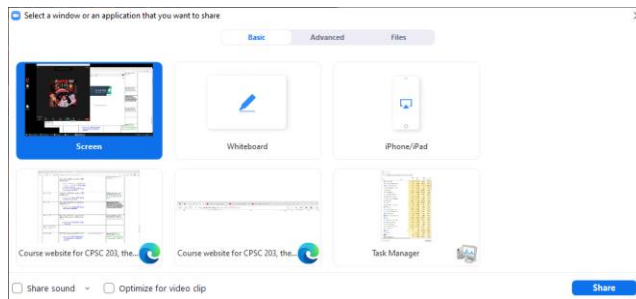 Select a window or an application that you want to share
Basic Advanced Files
Screen Whiteboard iPhone/iPad
Course website for CPSC 203, the... Course website for CPSC 203, the... Task Manager
Share sound Optimize for video clip Share